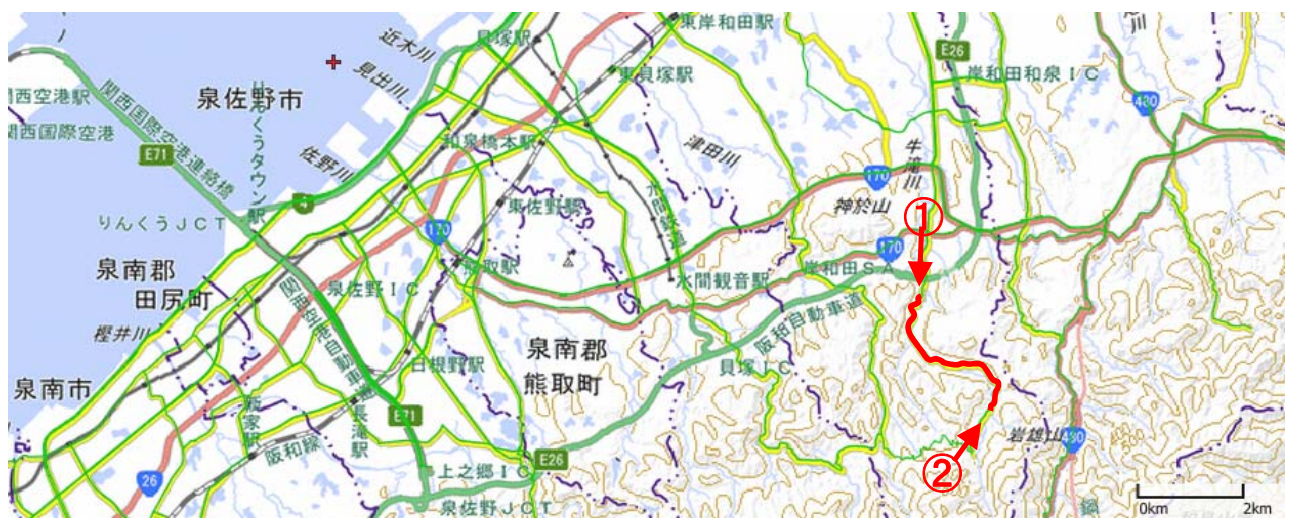 東岸和田駅
貝塚駅
近木川
見出川
東貝塚駅
E26
岸和田和泉ＩＣ
480
関西空港駅
関西国際空港
関西国際空港連絡橋
泉佐野市
りんくうタウン駅
和泉橋本駅
津田川
牛滝川
E71
佐野川
170
神於山
4
東佐野駅
水間鉄道
①
りんくうＪＣＴ
170
熊取駅
170
泉南郡
田尻町
泉佐野ＩＣ
水間観音駅
岸和田ＳＡ
関西空港自動車道
阪和自動車道
樫井川
日根野駅
泉南郡
熊取町
貝塚ＩＣ
泉南市
新家駅
長滝駅
E71
岩雄山
480
阪和線
②
26
上之郷ＩＣ
E26
泉佐野ＪＣＴ
0km
2km